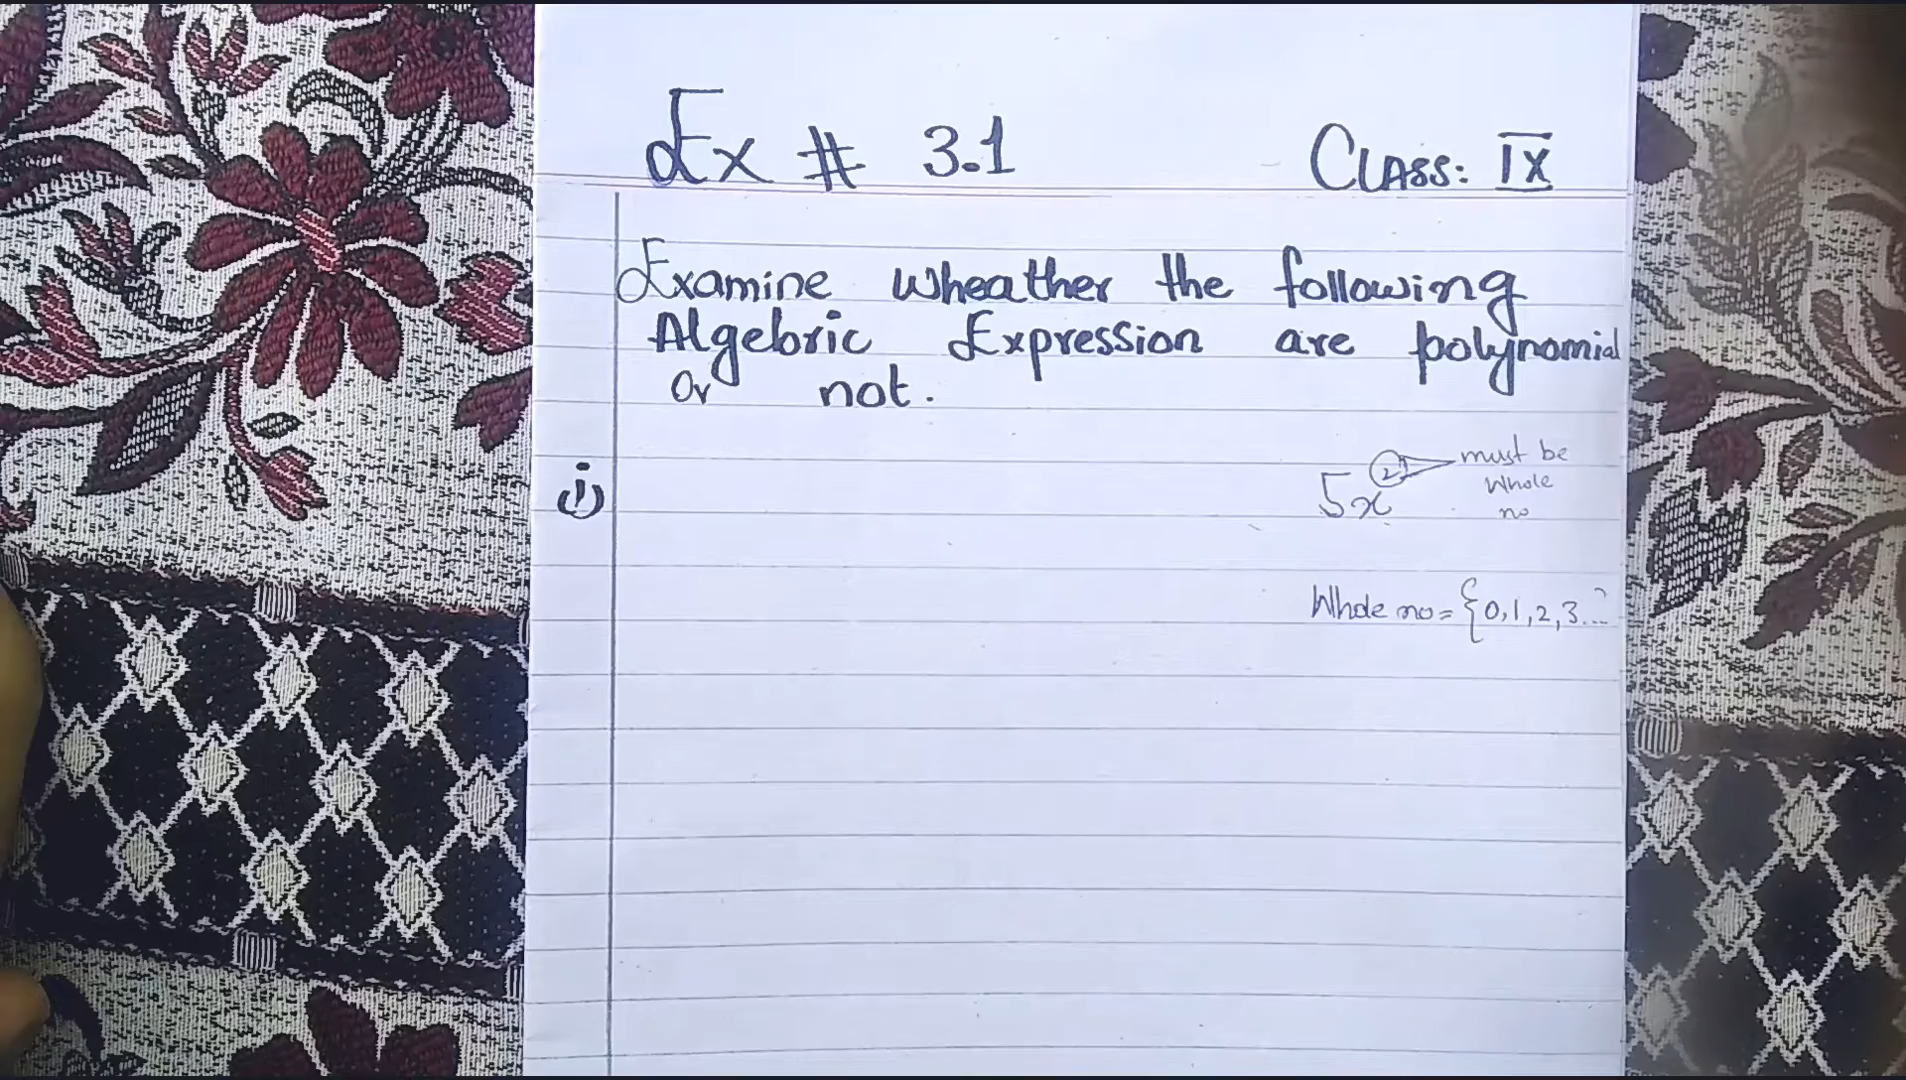 Ex # 3.1 CLASS: IX
Examine wheather the following
Algebric Expression are polynomial
or not.
(i)
5x² must be
whole
no
Whole no = {0,1,2,3...}